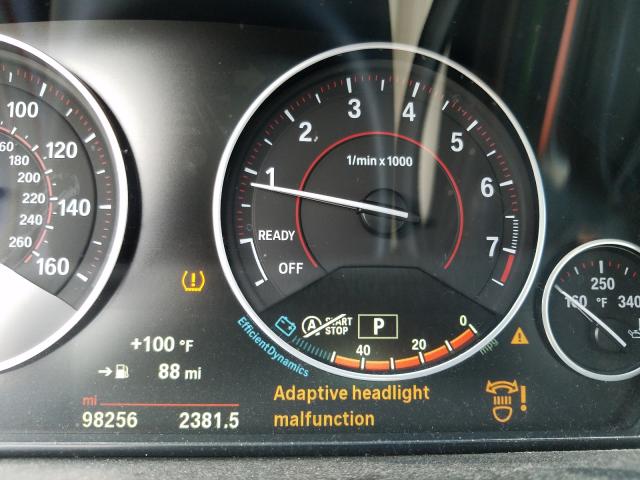 100
120
140
160
160
180
200
220
240
260
+100 °F
88 mi
mi
98256 2381.5
1
2
3
4
5
6
7
1/min x 1000
READY
OFF
A START
STOP
P
EfficientDynamics
40 20 0
mpg
Adaptive headlight
malfunction
!
250
160 °F 340